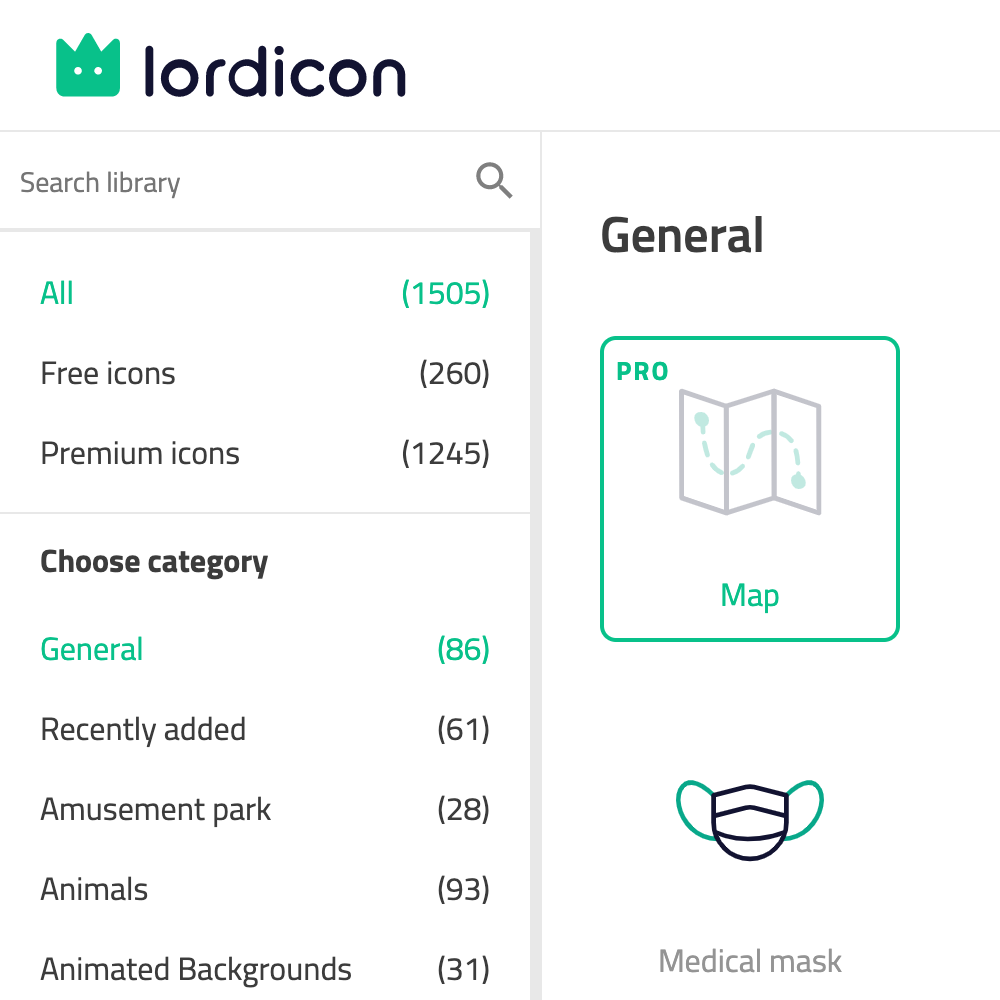 lordicon
Search library
All (1505)
Free icons (260)
Premium icons (1245)
Choose category
General (86)
Recently added (61)
Amusement park (28)
Animals (93)
Animated Backgrounds (31)
General
PRO
Map
Medical mask